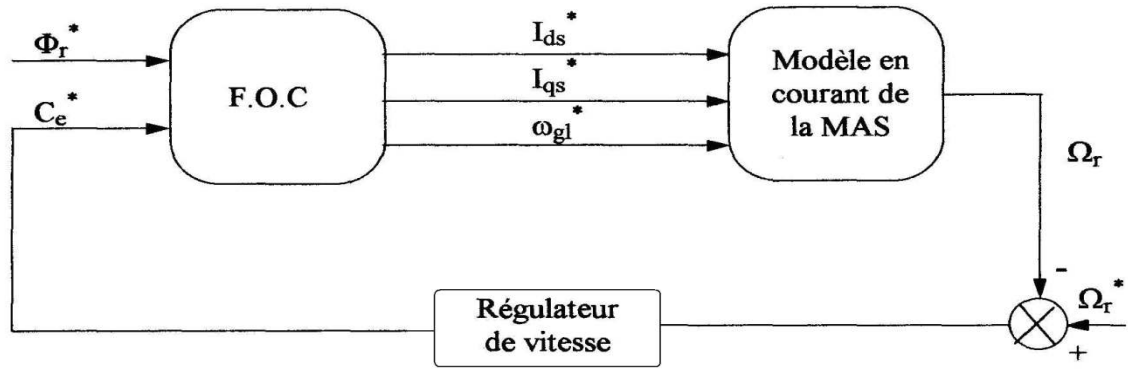 Φr*
Ce*
F.O.C
Ids*
Iqs*
ωgl*
Modèle en
courant de
la MAS
Ωr
-
Ωr*
+
Régulateur
de vitesse